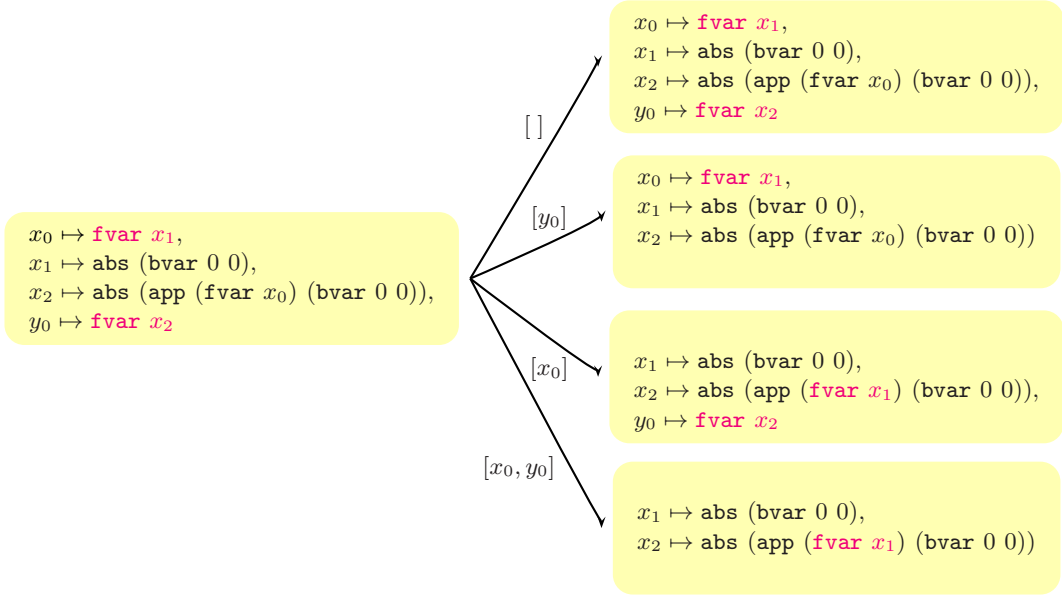 x₀ ↦ fvar x₁,
x₁ ↦ abs (bvar 0 0),
x₂ ↦ abs (app (fvar x₀) (bvar 0 0)),
y₀ ↦ fvar x₂
[ ]
[y₀]
[x₀]
[x₀, y₀]
x₀ ↦ fvar x₁,
x₁ ↦ abs (bvar 0 0),
x₂ ↦ abs (app (fvar x₀) (bvar 0 0)),
y₀ ↦ fvar x₂
x₀ ↦ fvar x₁,
x₁ ↦ abs (bvar 0 0),
x₂ ↦ abs (app (fvar x₀) (bvar 0 0))
x₁ ↦ abs (bvar 0 0),
x₂ ↦ abs (app (fvar x₁) (bvar 0 0)),
y₀ ↦ fvar x₂
x₁ ↦ abs (bvar 0 0),
x₂ ↦ abs (app (fvar x₁) (bvar 0 0))